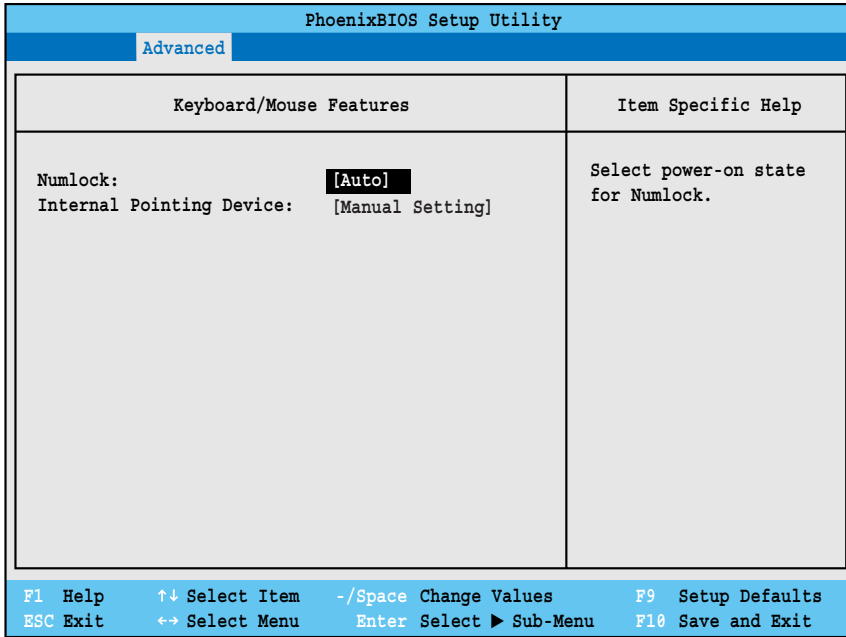 PhoenixBIOS Setup Utility
Advanced
Keyboard/Mouse Features
Item Specific Help
Numlock: [Auto]
Internal Pointing Device: [Manual Setting]
Select power-on state
for Numlock.
F1 Help ↑↓ Select Item -/Space Change Values F9 Setup Defaults
ESC Exit ←→ Select Menu Enter Select ▶ Sub-Menu F10 Save and Exit